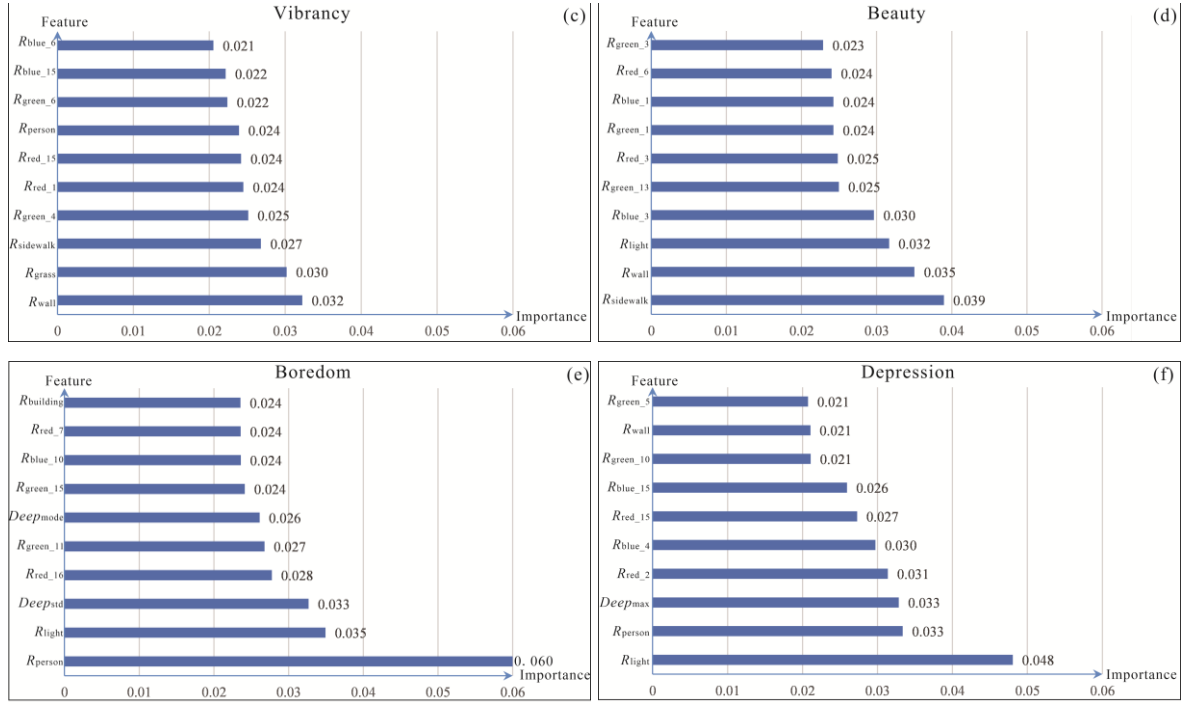 Vibrancy
(c)
Feature
Rblue_6 0.021
Rblue_15 0.022
Rgreen_6 0.022
Rperson 0.024
Rred_15 0.024
Rred_1 0.024
Rgreen_4 0.025
Rsidewalk 0.027
Rgrass 0.030
Rwall 0.032
Importance
0 0.01 0.02 0.03 0.04 0.05 0.06
Beauty
(d)
Feature
Rgreen_3 0.023
Rred_6 0.024
Rblue_1 0.024
Rgreen_1 0.024
Rred_3 0.025
Rgreen_13 0.025
Rblue_3 0.030
Rlight 0.032
Rwall 0.035
Rsidewalk 0.039
Importance
0 0.01 0.02 0.03 0.04 0.05 0.06
Boredom
(e)
Feature
Rbuilding 0.024
Rred_7 0.024
Rblue_10 0.024
Rgreen_15 0.024
Deepmode 0.026
Rgreen_11 0.027
Rred_16 0.028
Deepstd 0.033
Rlight 0.035
Rperson 0. 060
Importance
0 0.01 0.02 0.03 0.04 0.05 0.06
Depression
(f)
Feature
Rgreen_5 0.021
Rwall 0.021
Rgreen_10 0.021
Rblue_15 0.026
Rred_15 0.027
Rblue_4 0.030
Rred_2 0.031
Deepmax 0.033
Rperson 0.033
Rlight 0.048
Importance
0 0.01 0.02 0.03 0.04 0.05 0.06